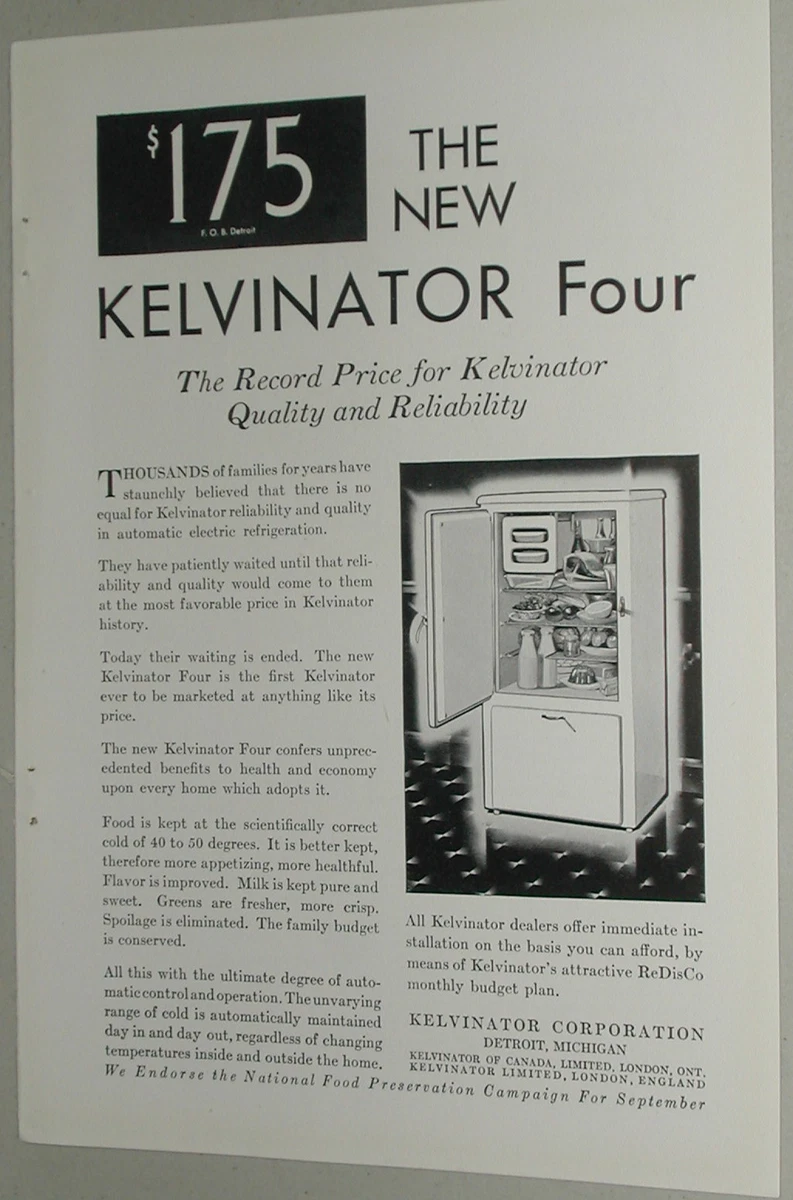 $175
F. O. B. Detroit
THE
NEW
KELVINATOR Four
The Record Price for Kelvinator
Quality and Reliability
THOUSANDS of families for years have
staunchly believed that there is no
equal for Kelvinator reliability and quality
in automatic electric refrigeration.
They have patiently waited until that reli-
ability and quality would come to them
at the most favorable price in Kelvinator
history.
Today their waiting is ended. The new
Kelvinator Four is the first Kelvinator
ever to be marketed at anything like its
price.
The new Kelvinator Four confers unprec-
edented benefits to health and economy
upon every home which adopts it.
Food is kept at the scientifically correct
cold of 40 to 50 degrees. It is better kept,
therefore more appetizing, more healthful.
Flavor is improved. Milk is kept pure and
sweet. Greens are fresher, more crisp.
Spoilage is eliminated. The family budget
is conserved.
All this with the ultimate degree of auto-
matic control and operation. The unvarying
range of cold is automatically maintained
day in and day out, regardless of changing
temperatures inside and outside the home.
All Kelvinator dealers offer immediate in-
stallation on the basis you can afford, by
means of Kelvinator's attractive ReDisCo
monthly budget plan.
KELVINATOR CORPORATION
DETROIT, MICHIGAN
KELVINATOR OF CANADA, LIMITED, LONDON, ONT.
KELVINATOR LIMITED, LONDON, ENGLAND
We Endorse the National Food Preservation Campaign For September